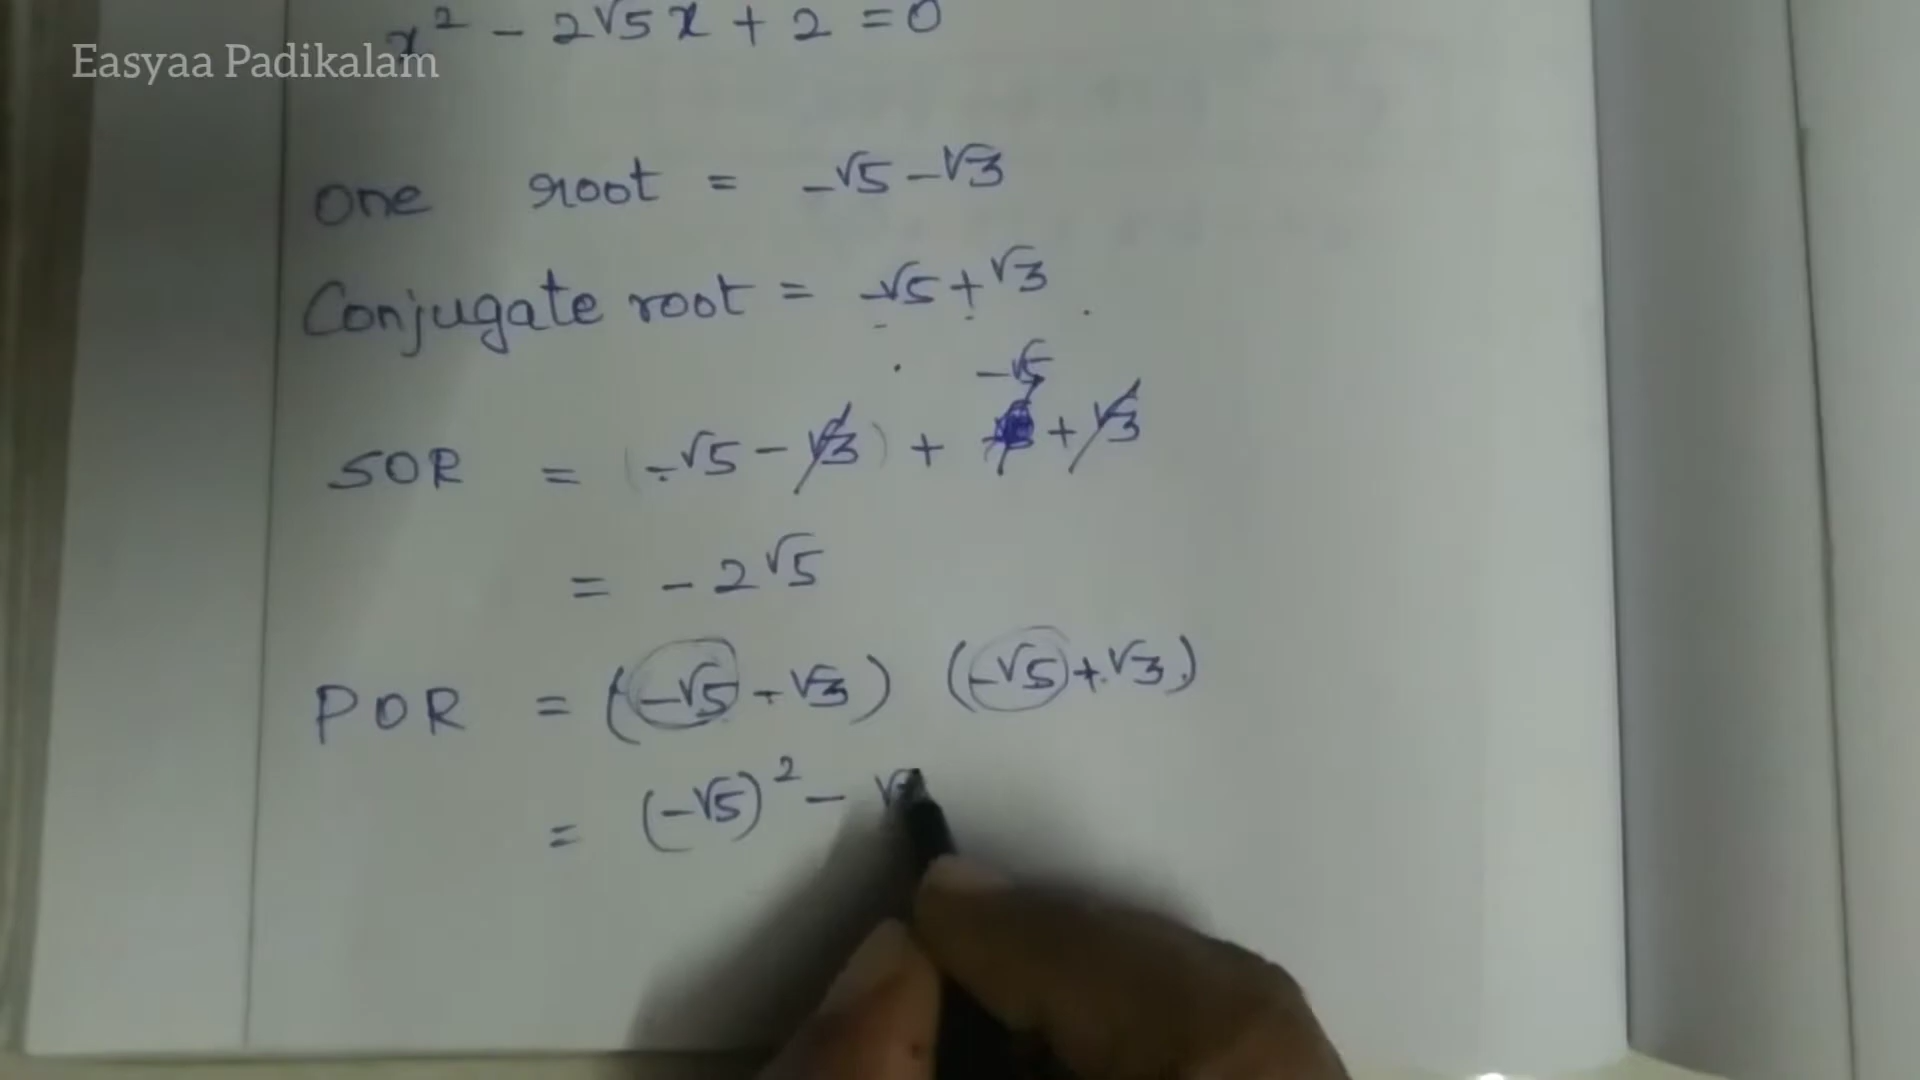 x² - 2√5 x + 2 = 0
Easyaa Padikalam
One root = -√5 -√3
Conjugate root = -√5 + √3
-√5
SOR = (-√5 - √3) + + √3
= - 2√5
POR = (-√5 - √3) (-√5 + √3)
= (-√5)² - √